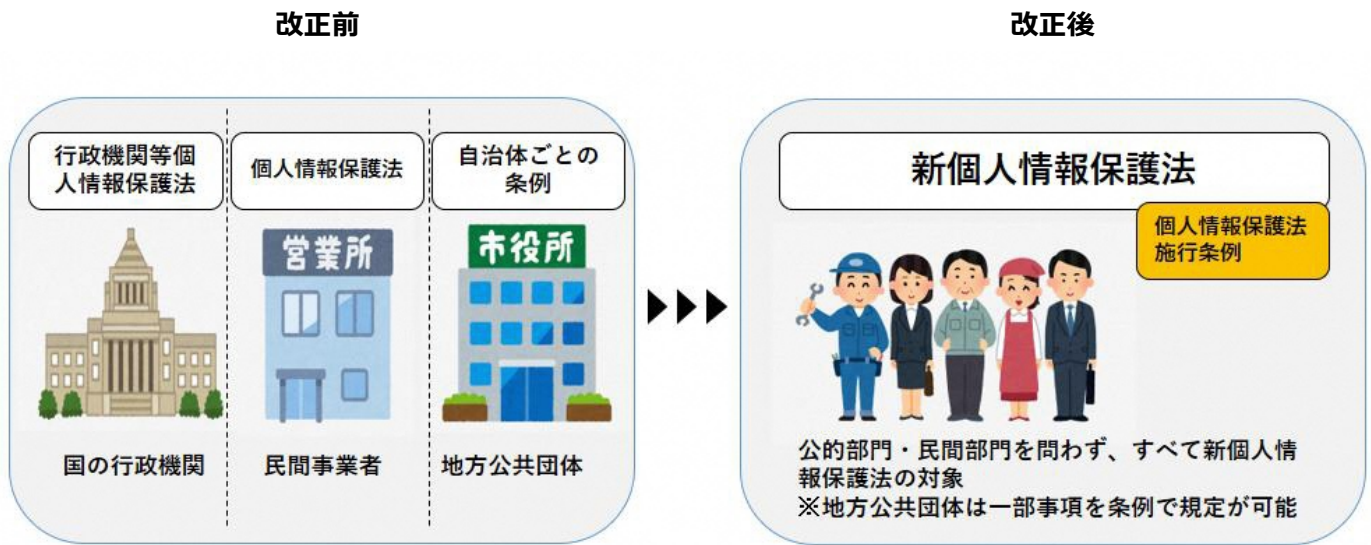 改正前
改正後
行政機関等個
人情報保護法
個人情報保護法
自治体ごとの
条例
営業所
市役所
国の行政機関
民間事業者
地方公共団体
新個人情報保護法
個人情報保護法
施行条例
公的部門・民間部門を問わず、すべて新個人情
報保護法の対象
※地方公共団体は一部事項を条例で規定が可能